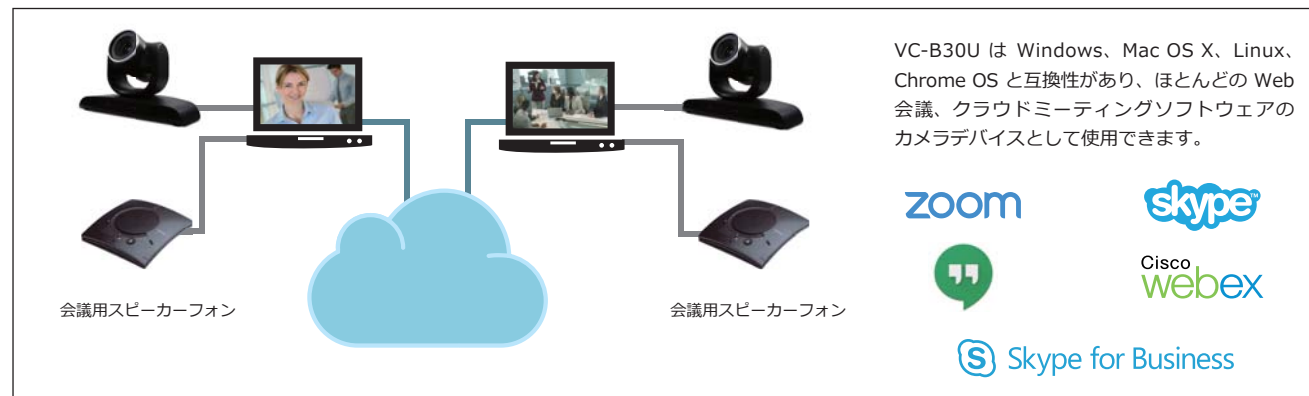 VC-B30U は Windows、Mac OS X、Linux、
Chrome OS と互換性があり、ほとんどの Web
会議、クラウドミーティングソフトウェアの
カメラデバイスとして使用できます。
zoom
skype™
Cisco
webex
Skype for Business
会議用スピーカーフォン
会議用スピーカーフォン